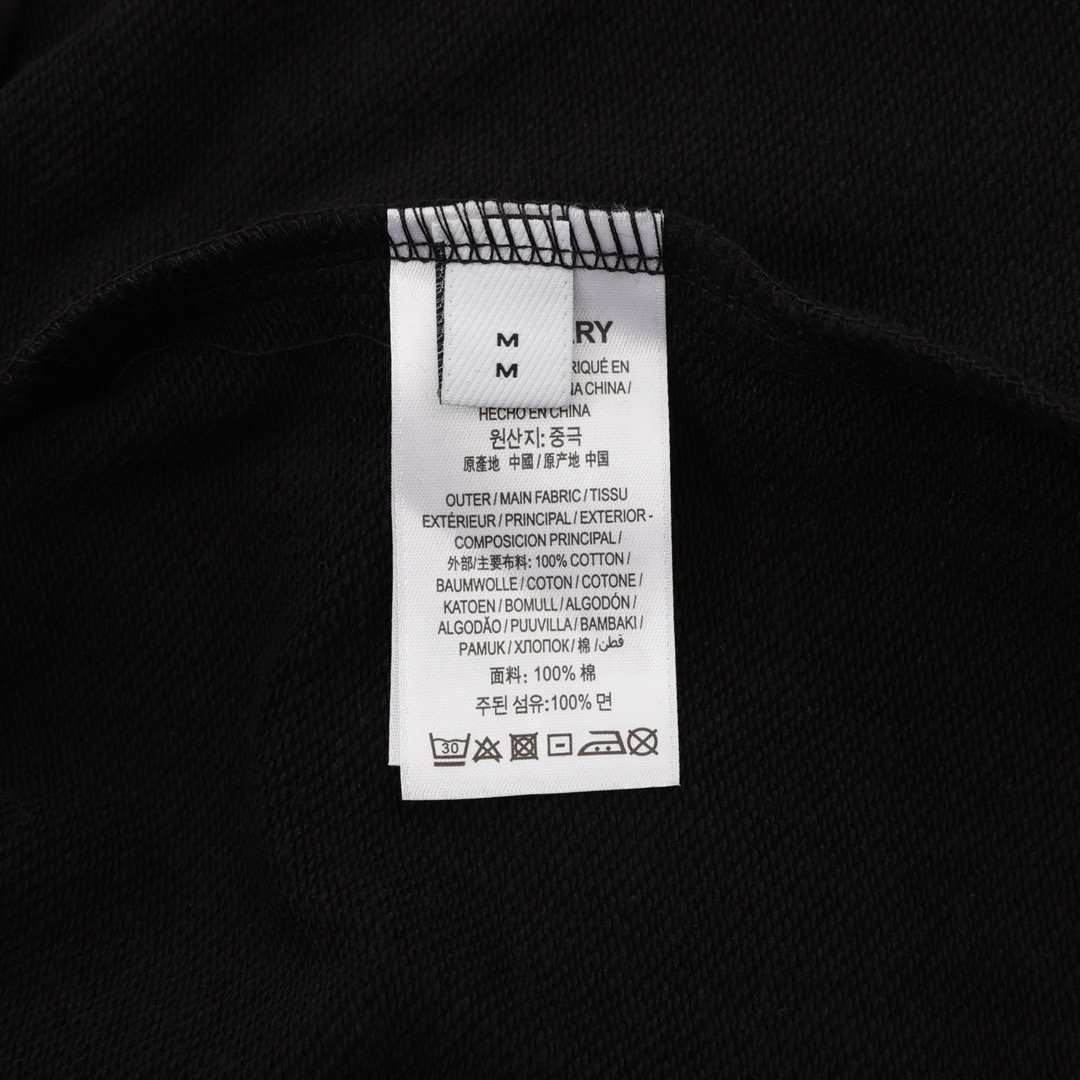 M
M
RY
RIQUÉ EN
NA CHINA /
HECHO EN CHINA
원산지: 중국
原產地 中國 / 原产地 中国
OUTER / MAIN FABRIC / TISSU
EXTÉRIEUR / PRINCIPAL / EXTERIOR -
COMPOSICION PRINCIPAL /
外部/主要布料: 100% COTTON /
BAUMWOLLE / COTON / COTONE /
KATOEN / BOMULL / ALGODÓN /
ALGODÃO / PUUVILLA / BAMBAKI /
PAMUK / ХЛОПОК / 棉 / قطن
面料: 100% 棉
주된 섬유:100% 면
30